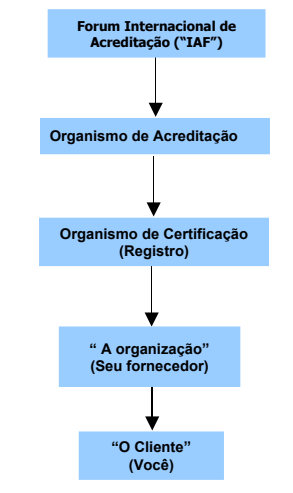 Forum Internacional de
Acreditação (“IAF”)
Organismo de Acreditação
Organismo de Certificação
(Registro)
“ A organização”
(Seu fornecedor)
“O Cliente”
(Você)